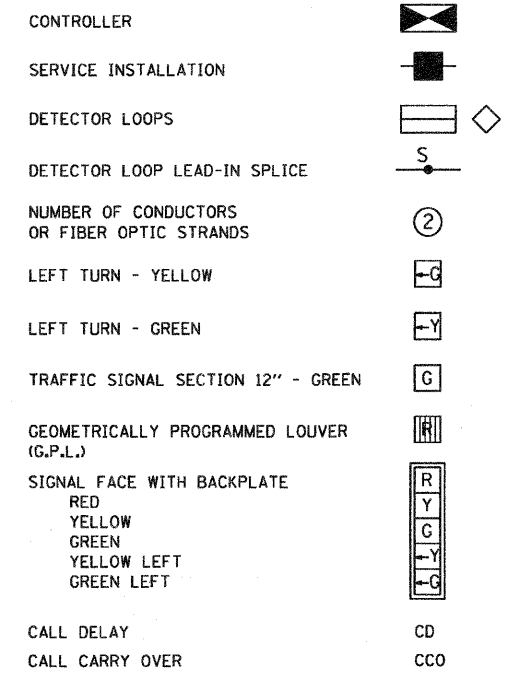 CONTROLLER
SERVICE INSTALLATION
DETECTOR LOOPS
DETECTOR LOOP LEAD-IN SPLICE S
NUMBER OF CONDUCTORS
OR FIBER OPTIC STRANDS 2
LEFT TURN - YELLOW ←G
LEFT TURN - GREEN ←Y
TRAFFIC SIGNAL SECTION 12" - GREEN G
GEOMETRICALLY PROGRAMMED LOUVER R
(G.P.L.)
SIGNAL FACE WITH BACKPLATE R
RED Y
YELLOW G
GREEN ←Y
YELLOW LEFT ←G
GREEN LEFT
CALL DELAY CD
CALL CARRY OVER CCO